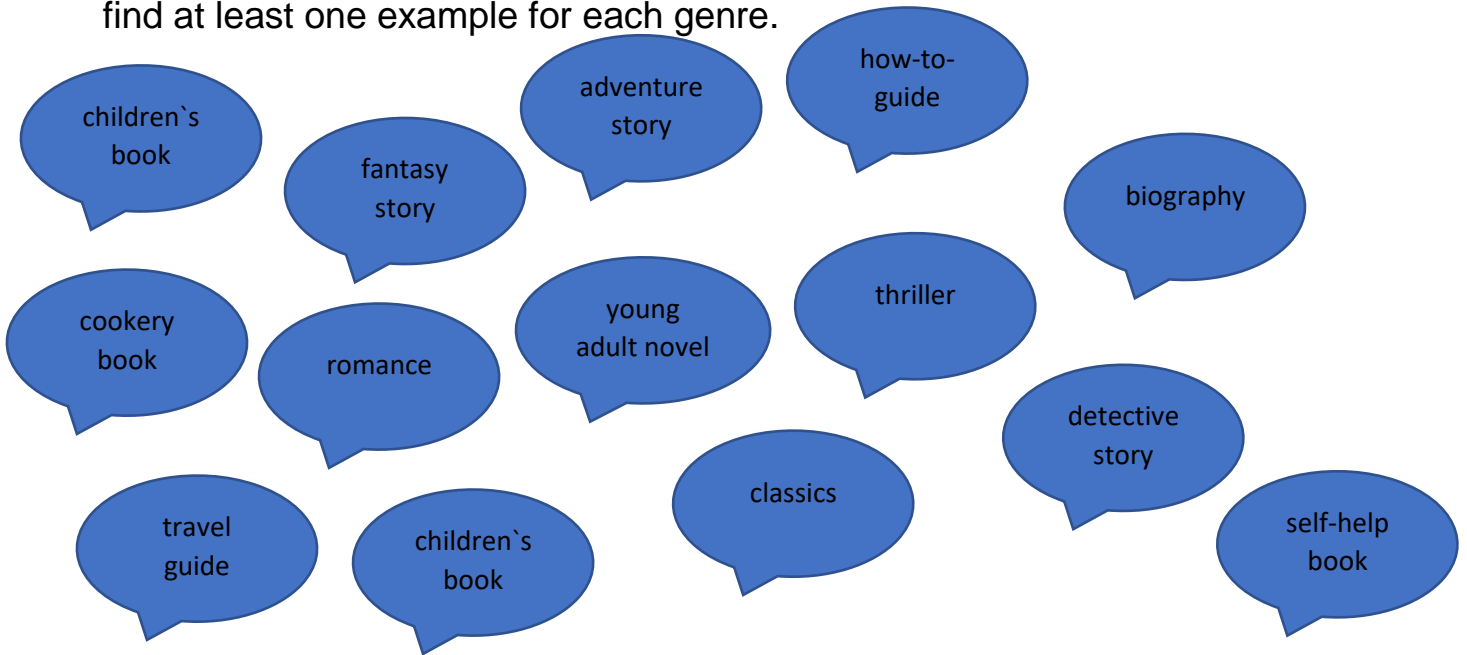 find at least one example for each genre.
children`s
book
fantasy
story
adventure
story
how-to-
guide
biography
cookery
book
romance
young
adult novel
thriller
detective
story
travel
guide
children`s
book
classics
self-help
book